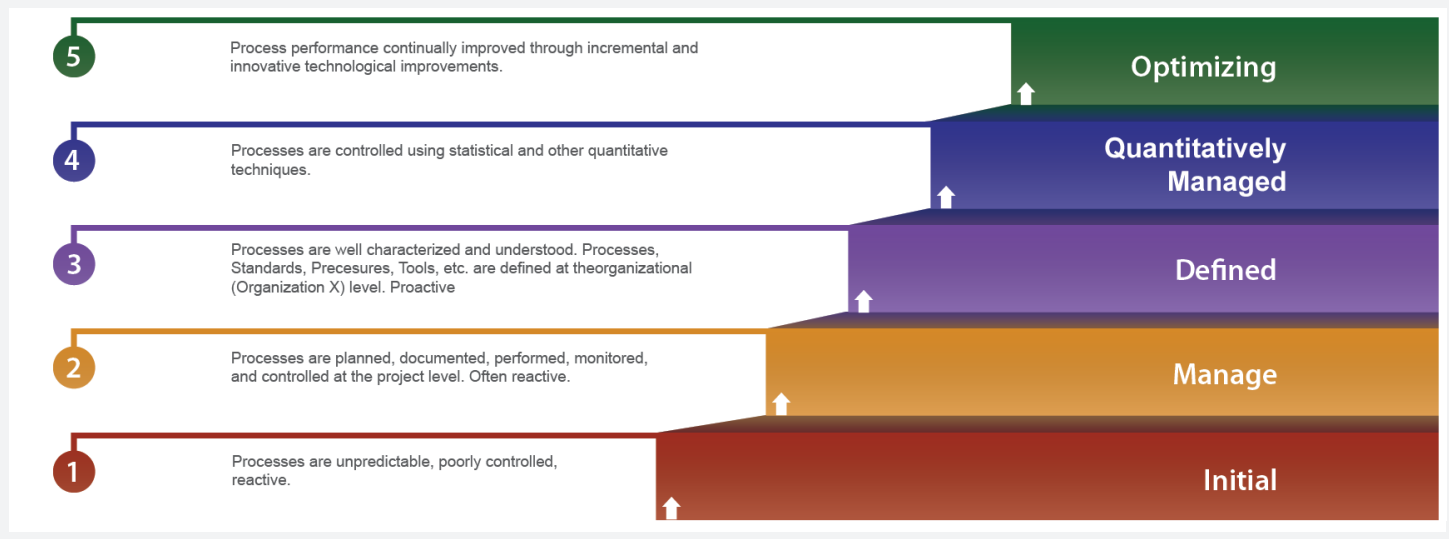 5
Process performance continually improved through incremental and
innovative technological improvements.
Optimizing
4
Processes are controlled using statistical and other quantitative
techniques.
Quantitatively
Managed
3
Processes are well characterized and understood. Processes,
Standards, Precesures, Tools, etc. are defined at theorganizational
(Organization X) level. Proactive
Defined
2
Processes are planned, documented, performed, monitored,
and controlled at the project level. Often reactive.
Manage
1
Processes are unpredictable, poorly controlled,
reactive.
Initial